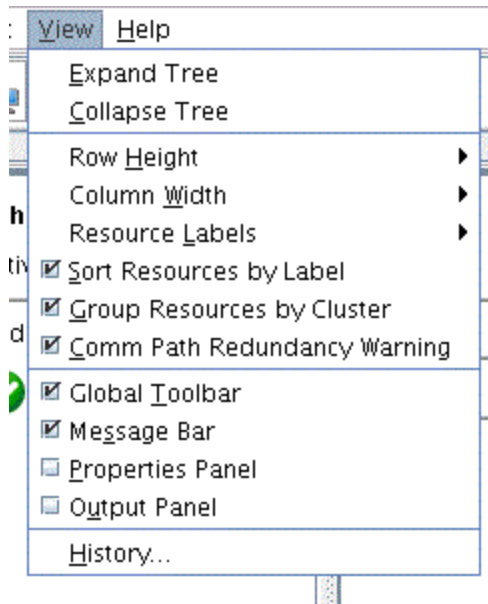 View Help
Expand Tree
Collapse Tree
Row Height
Column Width
h
Resource Labels
Sort Resources by Label
Group Resources by Cluster
d
Comm Path Redundancy Warning
Global Toolbar
Message Bar
Properties Panel
Output Panel
History...